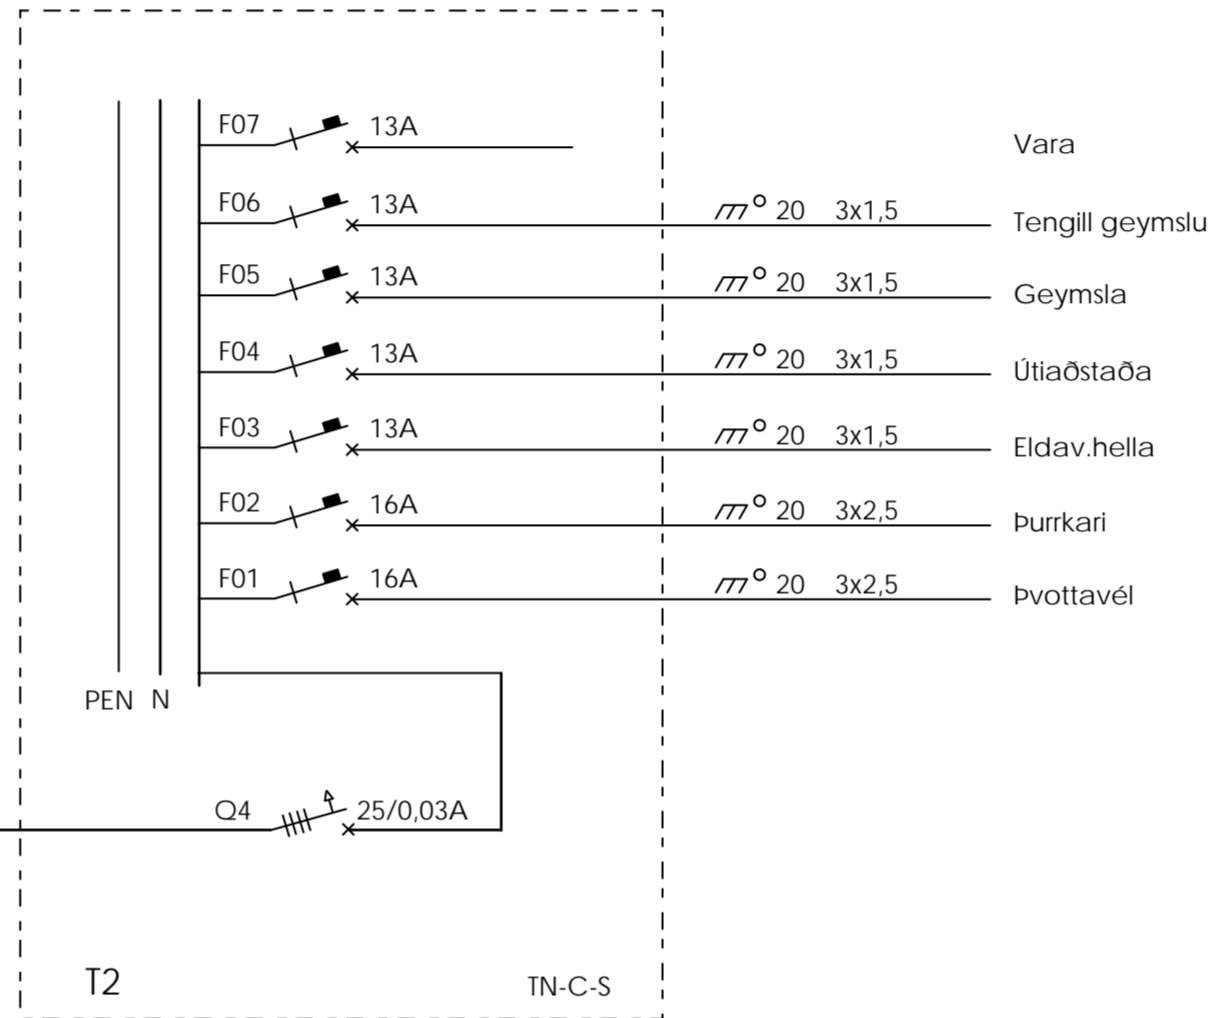 F07 13A Vara
F06 13A 20 3x1,5 Tengill geymslu
F05 13A 20 3x1,5 Geymsla
F04 13A 20 3x1,5 Útiaðstaða
F03 13A 20 3x1,5 Eldav.hella
F02 16A 20 3x2,5 Þurrkari
F01 16A 20 3x2,5 Þvottavél
PEN N
Q4 25/0,03A
T2 TN-C-S